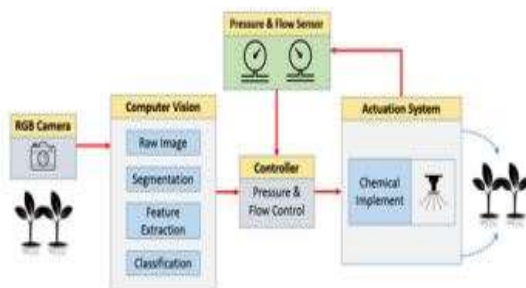 Pressure & Flow Sensor
Computer Vision
Actuation System
RGB Camera
Raw Image
Segmentation
Feature
Extraction
Classification
Controller
Pressure &
Flow Control
Chemical
Implement